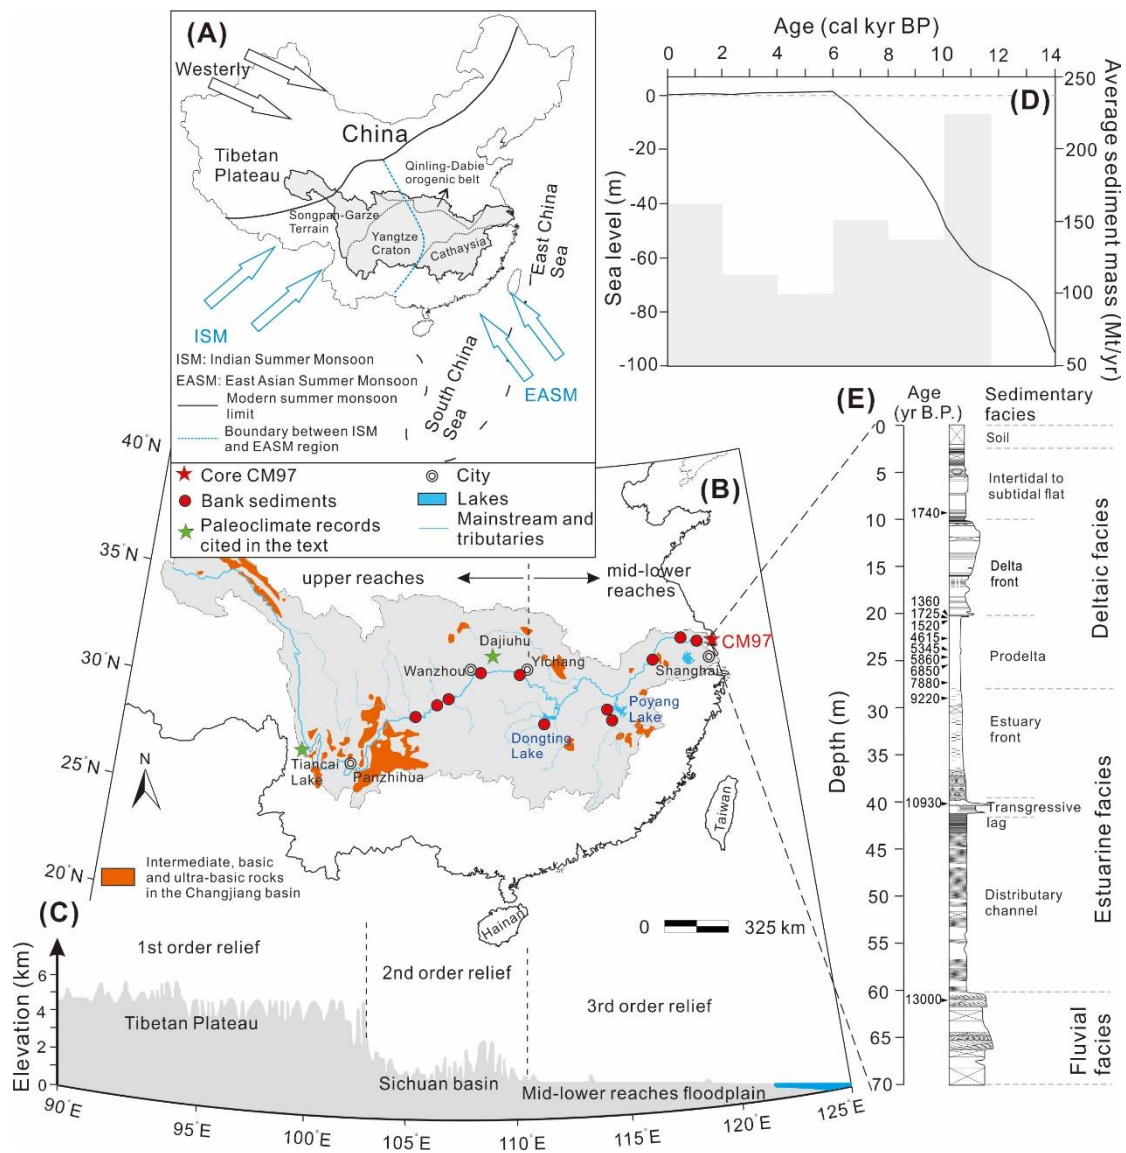 (A)
Westerly
China
Tibetan
Plateau
Qinling-Dabie
orogenic belt
Songpan-Garze
Terrain
Yangtze
Craton
Cathaysia
East China
Sea
ISM
ISM: Indian Summer Monsoon
EASM: East Asian Summer Monsoon
Modern summer monsoon
limit
Boundary between ISM
and EASM region
South China
Sea
EASM
Core CM97
Bank sediments
Paleoclimate records
cited in the text
City
Lakes
Mainstream and
tributaries
(B)
40°N
35°N
30°N
25°N
20°N
upper reaches
mid-lower
reaches
CM97
Dajiuhu
Wanzhou
Yichang
Shanghai
Poyang
Lake
Dongting
Lake
Tiancai
Lake
Panzhihua
N
Taiwan
Hainan
Intermediate, basic
and ultra-basic rocks
in the Changjiang basin
0 325 km
(C)
Elevation (km)
6
4
2
0
1st order relief
2nd order relief
3rd order relief
Tibetan Plateau
Sichuan basin
Mid-lower reaches floodplain
90°E
95°E
100°E
105°E
110°E
115°E
120°E
125°E
Age (cal kyr BP)
0 2 4 6 8 10 12 14
(D)
Sea level (m)
0
-20
-40
-60
-80
-100
250
200
150
100
50
Average sediment mass (Mt/yr)
(E)
Age
(yr B.P.)
Sedimentary
facies
Depth (m)
0
5
10
15
20
25
30
35
40
45
50
55
60
65
70
1740
1360
1725
1520
4615
5345
5660
6850
7880
9220
10930
13000
Soil
Intertidal to
subtidal flat
Delta
front
Prodelta
Estuary
front
Transgressive
lag
Distributary
channel
Deltaic facies
Estuarine facies
Fluvial
facies